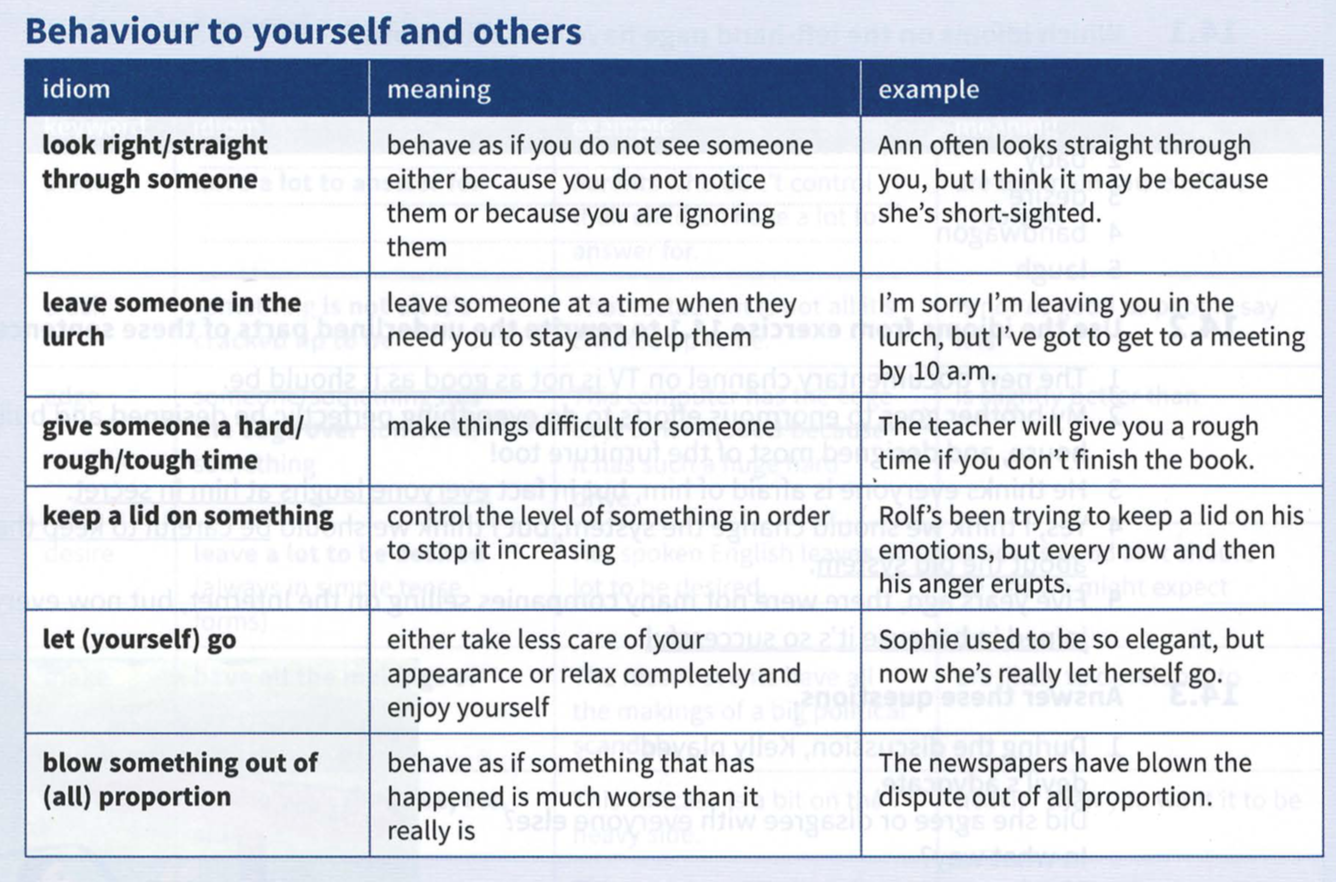 Behaviour to yourself and others
idiom meaning example
look right/straight
through someone
behave as if you do not see someone
either because you do not notice
them or because you are ignoring
them
Ann often looks straight through
you, but I think it may be because
she's short-sighted.
leave someone in the
lurch
leave someone at a time when they
need you to stay and help them
I'm sorry I'm leaving you in the
lurch, but I've got to get to a meeting
by 10 a.m.
give someone a hard/
rough/tough time
make things difficult for someone
The teacher will give you a rough
time if you don't finish the book.
keep a lid on something
control the level of something in order
to stop it increasing
Rolf's been trying to keep a lid on his
emotions, but every now and then
his anger erupts.
let (yourself) go
either take less care of your
appearance or relax completely and
enjoy yourself
Sophia used to be so elegant, but
now she's really let herself go.
blow something out of
(all) proportion
behave as if something that has
happened is much worse than it
really is
The newspapers have blown the
dispute out of all proportion.